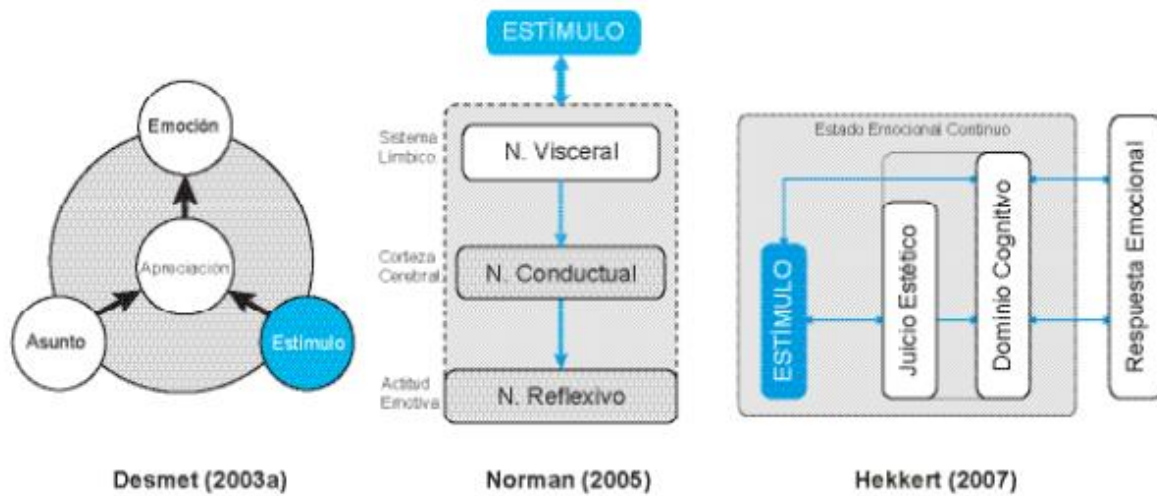 Emoción
Apreciación
Asunto
Estímulo
Desmet (2003a)
ESTÍMULO
Sistema
Límbico
N. Visceral
Corteza
Cerebral
N. Conductual
Actitud
Emotiva
N. Reflexivo
Norman (2005)
Estado Emocional Continuo
ESTÍMULO
Juicio Estético
Dominio Cognitivo
Respuesta Emocional
Hekkert (2007)